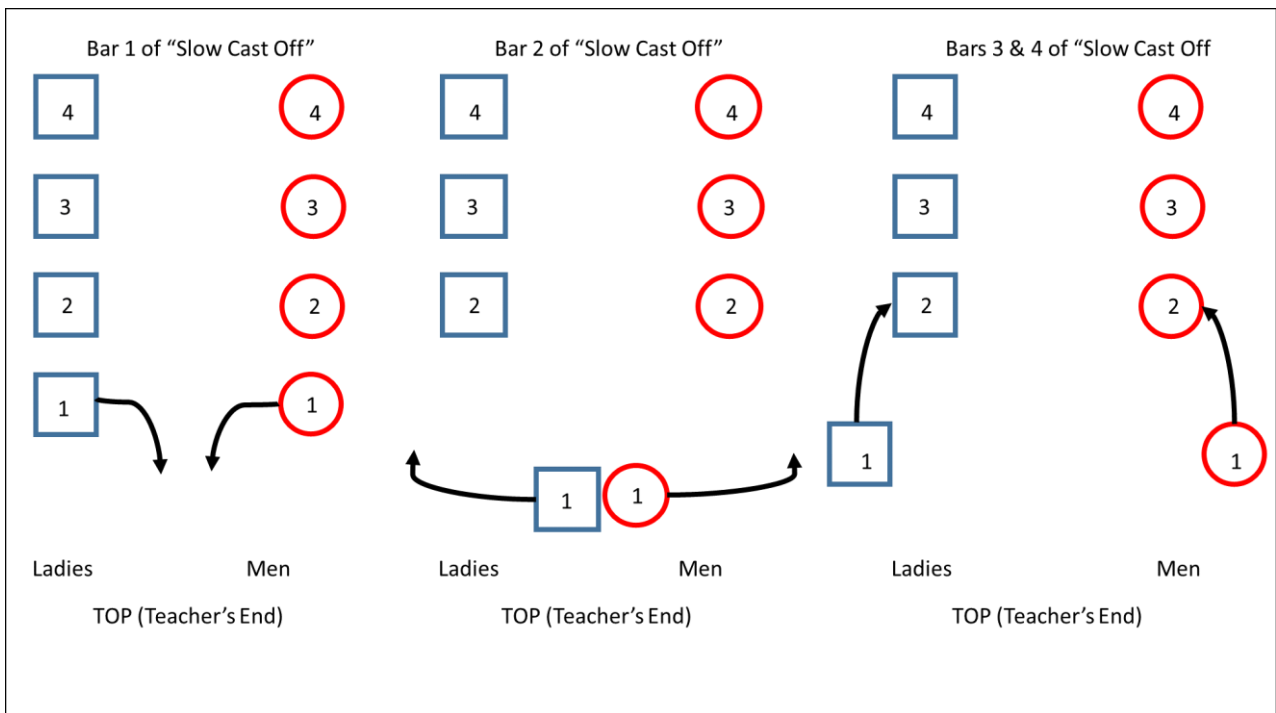 Bar 1 of “Slow Cast Off”
4 4
3 3
2 2
1 1
Ladies Men
TOP (Teacher’s End)
Bar 2 of “Slow Cast Off”
4 4
3 3
2 2
1 1
Ladies Men
TOP (Teacher’s End)
Bars 3 & 4 of “Slow Cast Off
4 4
3 3
2 2
1 1
Ladies Men
TOP (Teacher’s End)